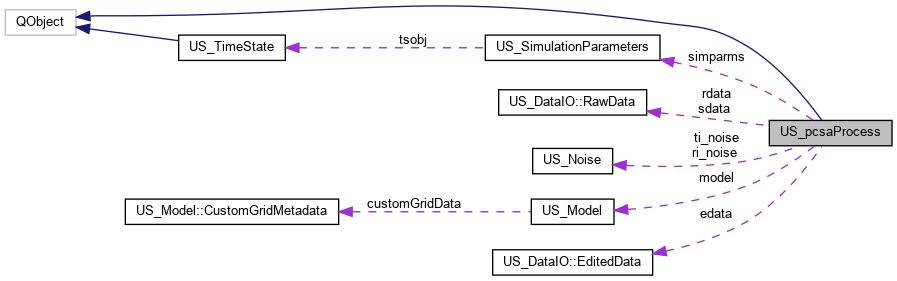 QObject
US_TimeState
tsobj
US_SimulationParameters
simparms
US_DataIO::RawData
rdata
sdata
US_pcsaProcess
US_Noise
ti_noise
ri_noise
model
US_Model::CustomGridMetadata
customGridData
US_Model
edata
US_DataIO::EditedData